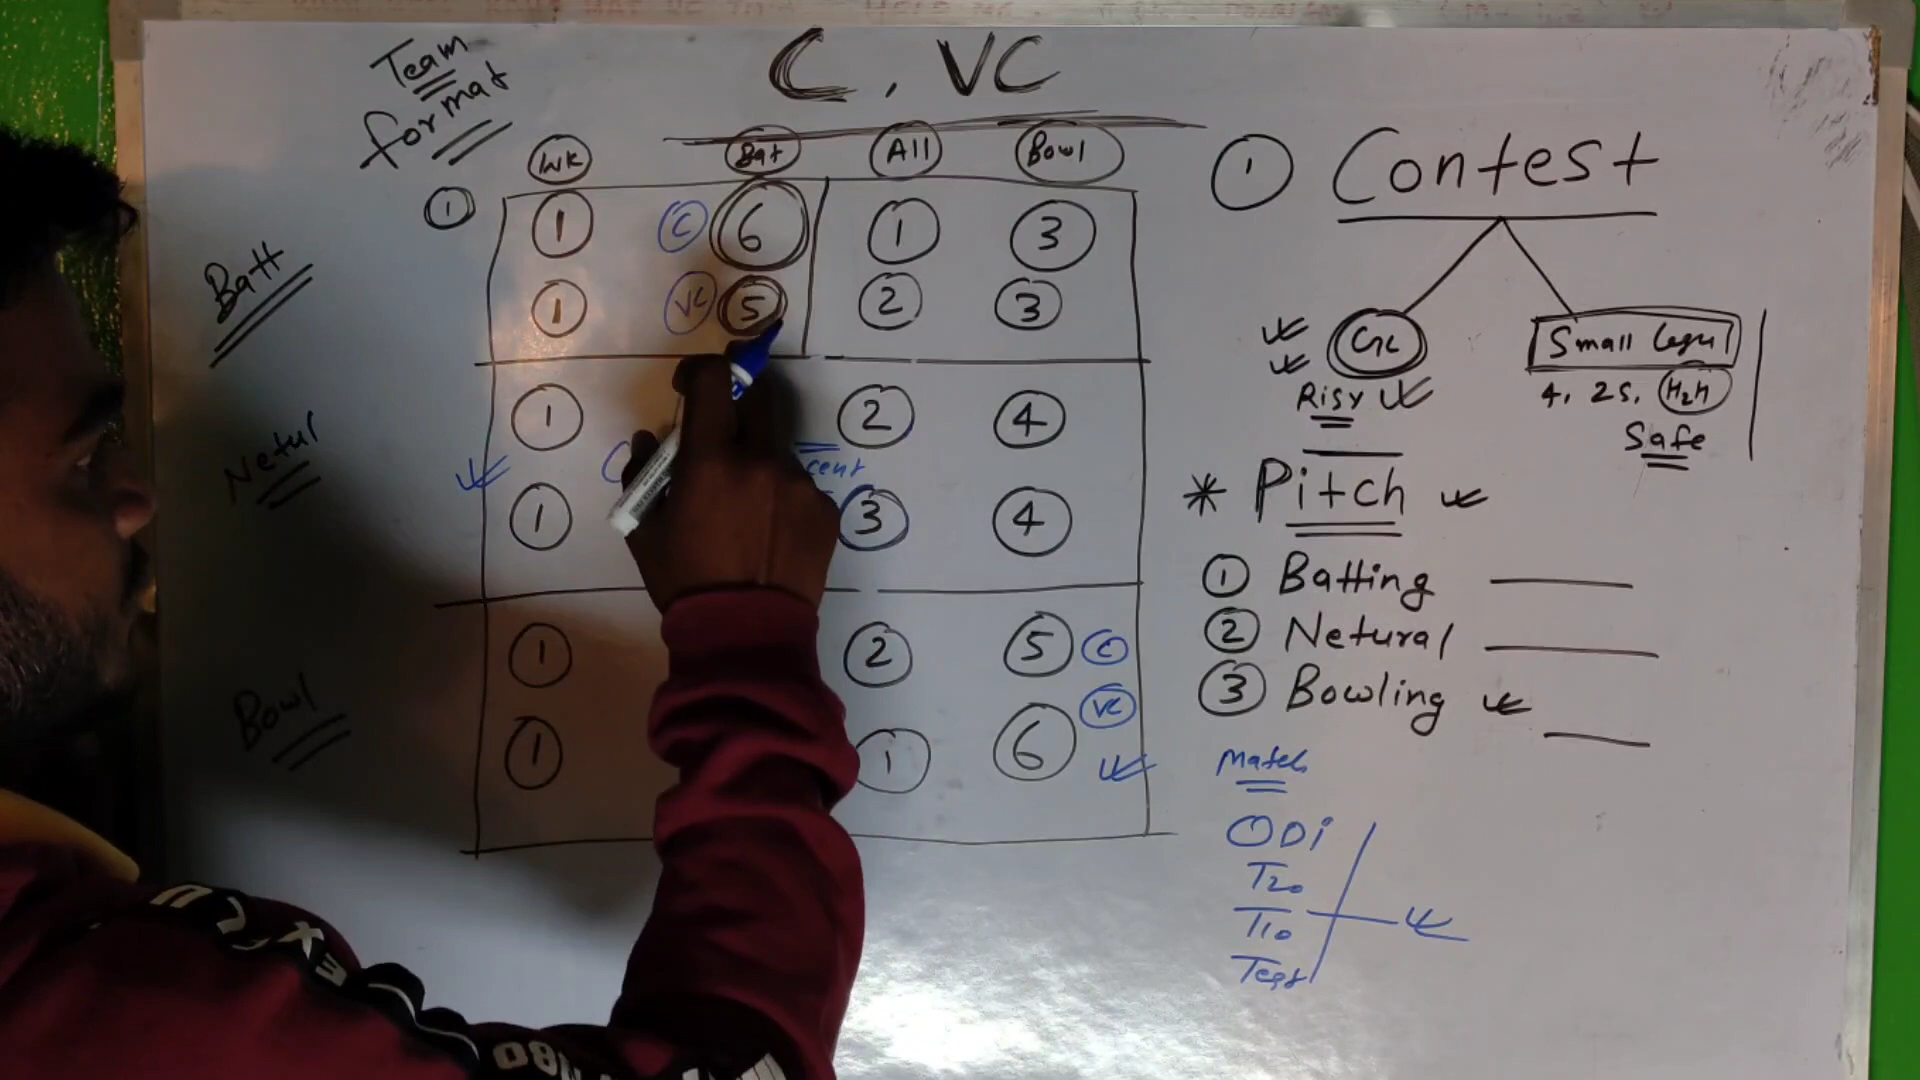 Team
format
C, VC
WK Bat All Bowl
1
Batt
1 C 6 1 3
1 VC 5 2 3
Netul
1 2 4
C cent
1 3 4
Bowl
1 2 5 C
VC
1 1 6
1 Contest
GL
Small
Risy
4, 2s, H2H
Safe
* Pitch
1 Batting
2 Netural
3 Bowling
Match
ODi
T20
T10
Test